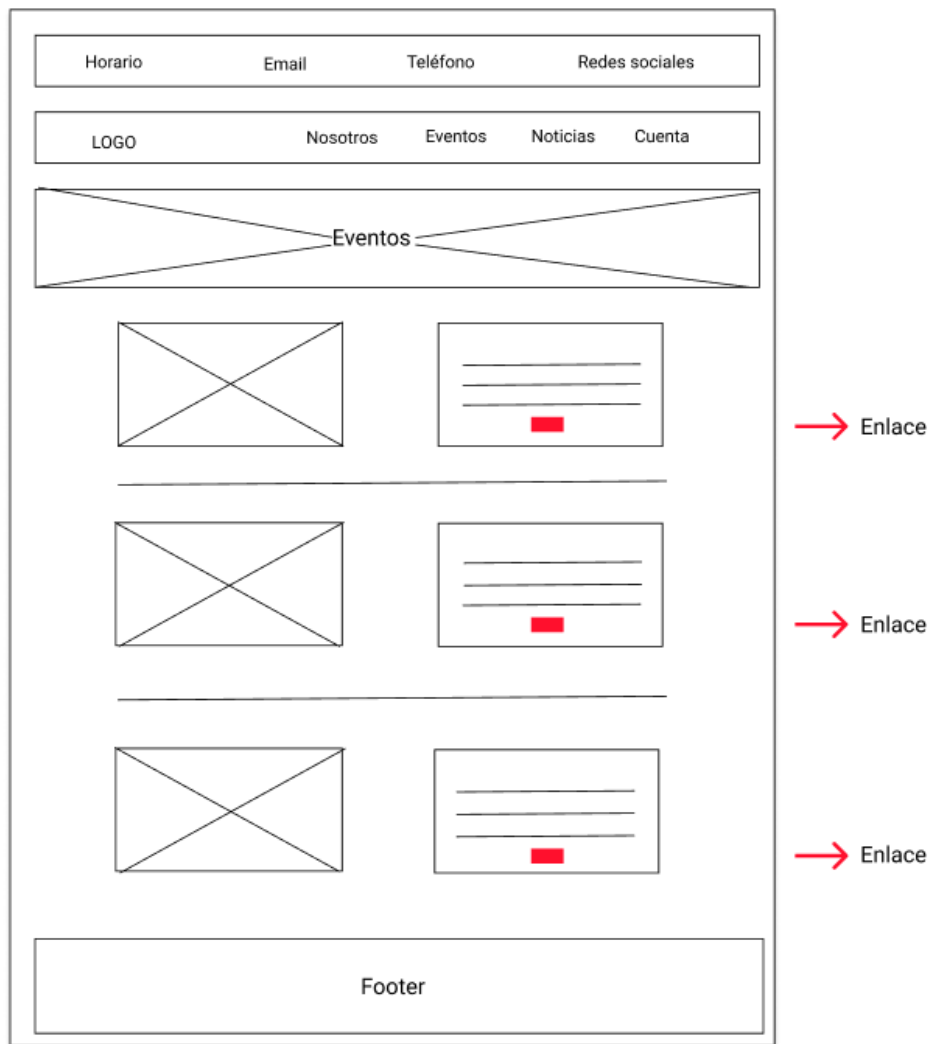 Horario Email Teléfono Redes sociales
LOGO Nosotros Eventos Noticias Cuenta
Eventos
Enlace
Enlace
Enlace
Footer